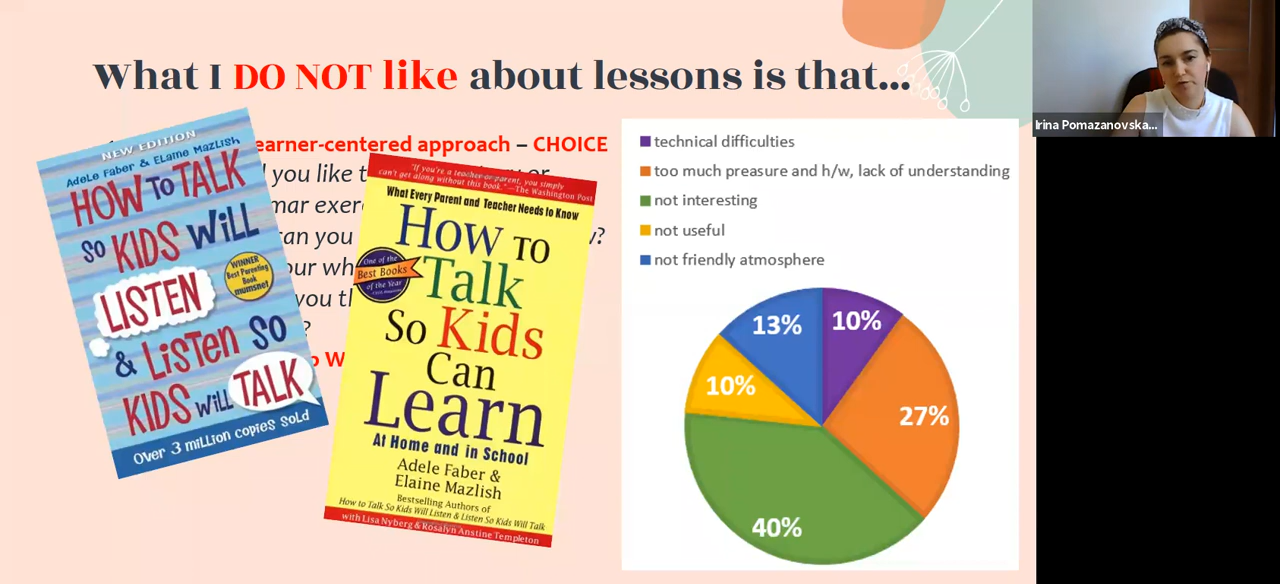 What I DO NOT like about lessons is that...
earner-centered approach – CHOICE
you like
mar exer
can you
?
our wh
you th
?
NEW EDITION
ADELE FABER & ELAINE MAZLISH
HOW TO TALK
SO KIDS WILL
LISTEN
& LISTEN SO
KIDS WILL TALK
WINNER
Best Parenting
Book
mumsnet
Over 3 million copies sold
"If you're a teacher or parent, you simply
can't get along without this book."—The Washington Post
What Every Parent and Teacher Needs to Know
How to
Talk
So Kids
Can
Learn
One of the
Best Books
of the Year
At Home and in School
Adele Faber &
Elaine Mazlish
Bestselling Authors of
How to Talk So Kids Will Listen & Listen So Kids Will Talk
with Lisa Nyberg & Rosalyn Anstine Templeton
technical difficulties
too much preasure and h/w, lack of understanding
not interesting
not useful
not friendly atmosphere
13%
10%
10%
27%
40%
Irina Pomazanovska...